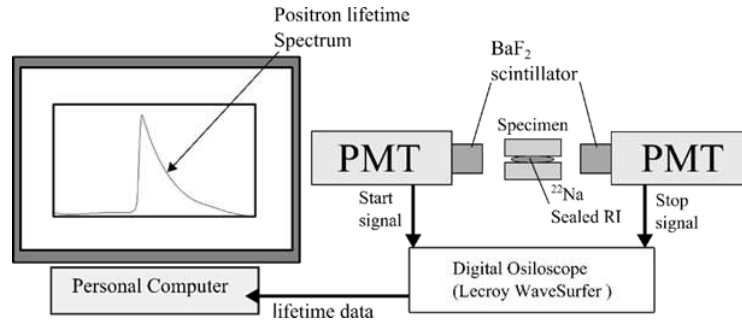 Positron lifetime
Spectrum
BaF₂
scintillator
Specimen
PMT
PMT
Start
signal
²²Na
Sealed RI
Stop
signal
Digital Osiloscope
(Lecroy WaveSurfer )
Personal Computer
lifetime data